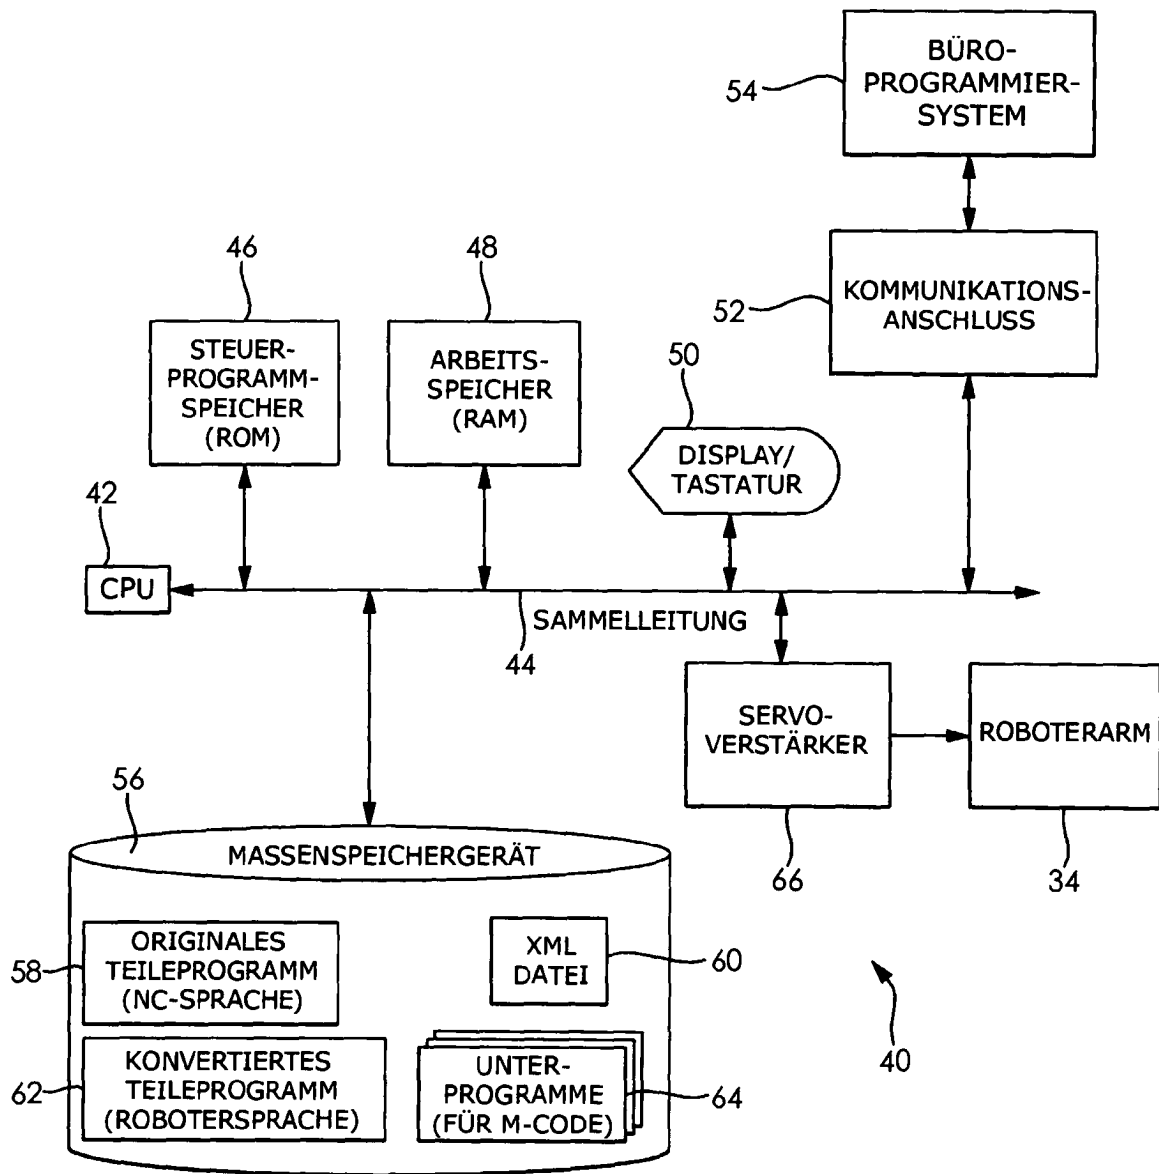 BÜRO-
PROGRAMMIER-
SYSTEM
54
46
48
KOMMUNIKATIONS-
ANSCHLUSS
52
STEUER-
PROGRAMM-
SPEICHER
(ROM)
ARBEITS-
SPEICHER
(RAM)
50
DISPLAY/
TASTATUR
42
CPU
SAMMELLEITUNG
44
SERVO-
VERSTÄRKER
ROBOTERARM
56
MASSENSPEICHERGERÄT
66
34
ORIGINALES
TEILEPROGRAMM
(NC-SPRACHE)
58
XML
DATEI
60
40
KONVERTIERTES
TEILEPROGRAMM
(ROBOTERSPRACHE)
62
UNTER-
PROGRAMME
(FÜR M-CODE)
64